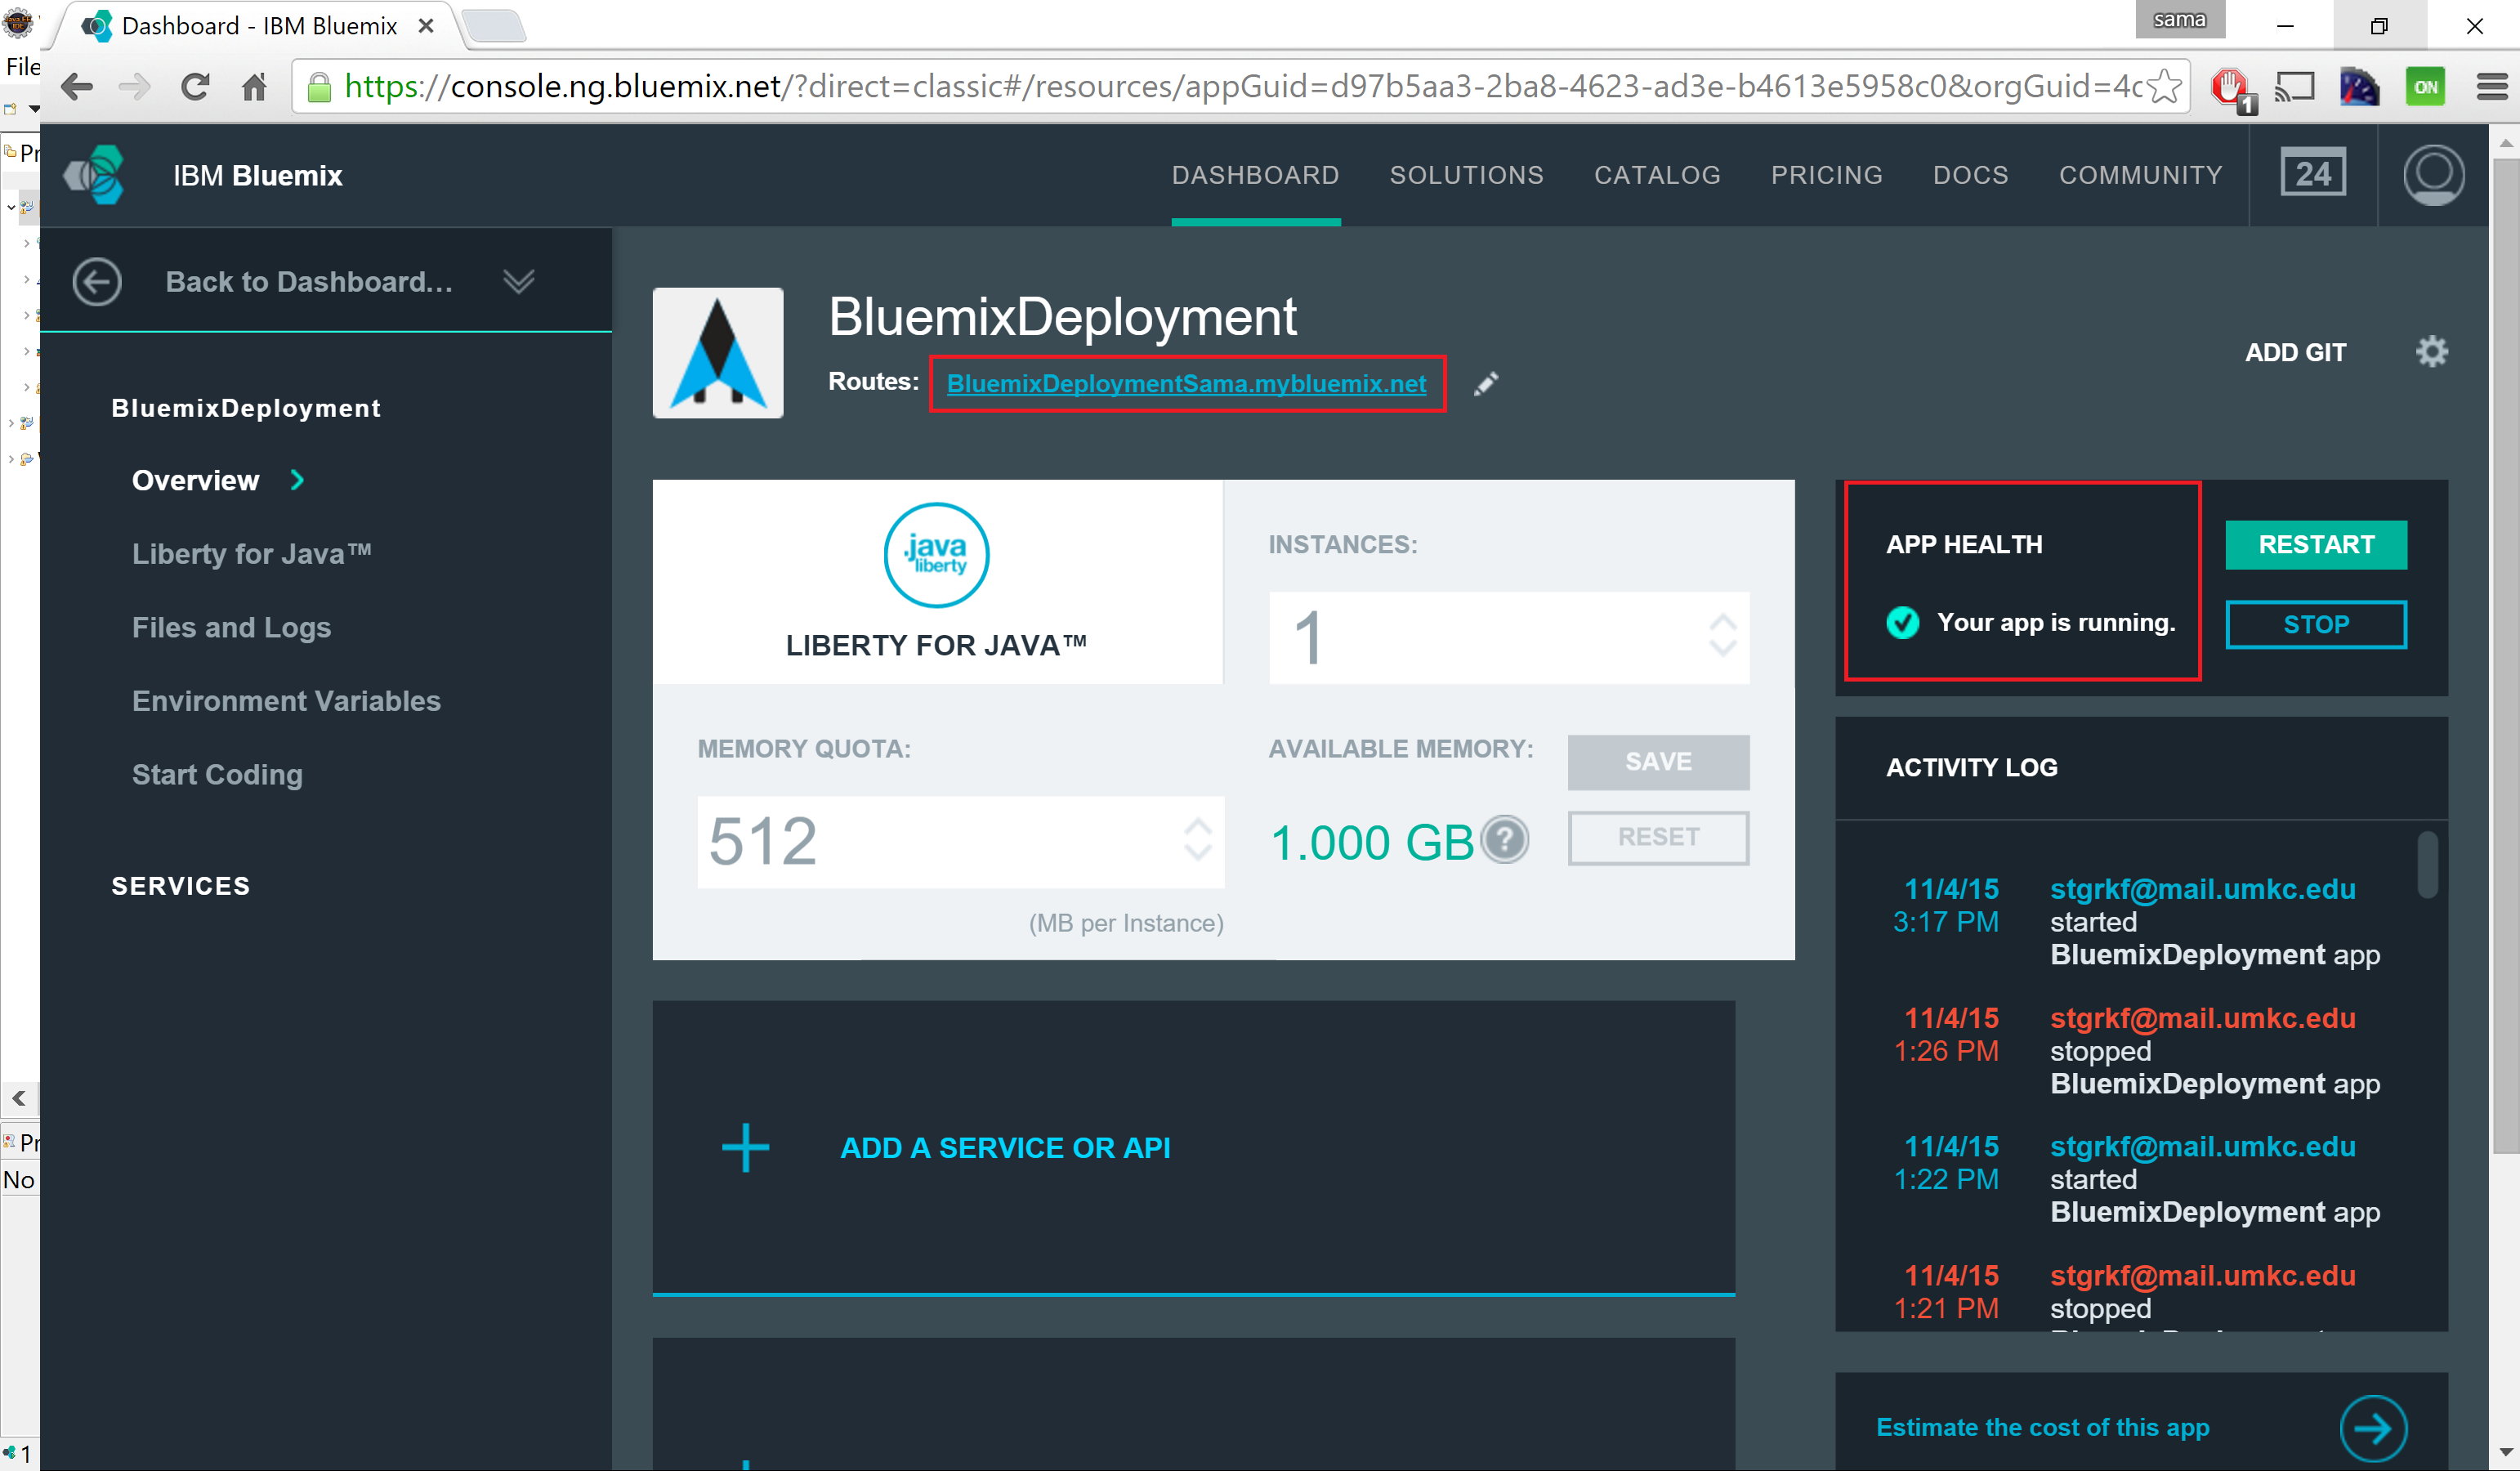 Dashboard - IBM Bluemix
sama
File
https://console.ng.bluemix.net/?direct=classic#/resources/appGuid=d97b5aa3-2ba8-4623-ad3e-b4613e5958c0&orgGuid=4c
1
ON
Pr
IBM Bluemix
DASHBOARD
SOLUTIONS
CATALOG
PRICING
DOCS
COMMUNITY
24
Back to Dashboard...
BluemixDeployment
Overview
Liberty for Java™
Files and Logs
Environment Variables
Start Coding
SERVICES
BluemixDeployment
Routes: BluemixDeploymentSama.mybluemix.net
ADD GIT
.java
liberty
LIBERTY FOR JAVA™
INSTANCES:
1
MEMORY QUOTA:
512
(MB per Instance)
AVAILABLE MEMORY:
1.000 GB
?
SAVE
RESET
APP HEALTH
Your app is running.
RESTART
STOP
ACTIVITY LOG
11/4/15 stgrkf@mail.umkc.edu
3:17 PM started
BluemixDeployment app
11/4/15 stgrkf@mail.umkc.edu
1:26 PM stopped
BluemixDeployment app
11/4/15 stgrkf@mail.umkc.edu
1:22 PM started
BluemixDeployment app
11/4/15 stgrkf@mail.umkc.edu
1:21 PM stopped
ADD A SERVICE OR API
Estimate the cost of this app
Pr
No
1